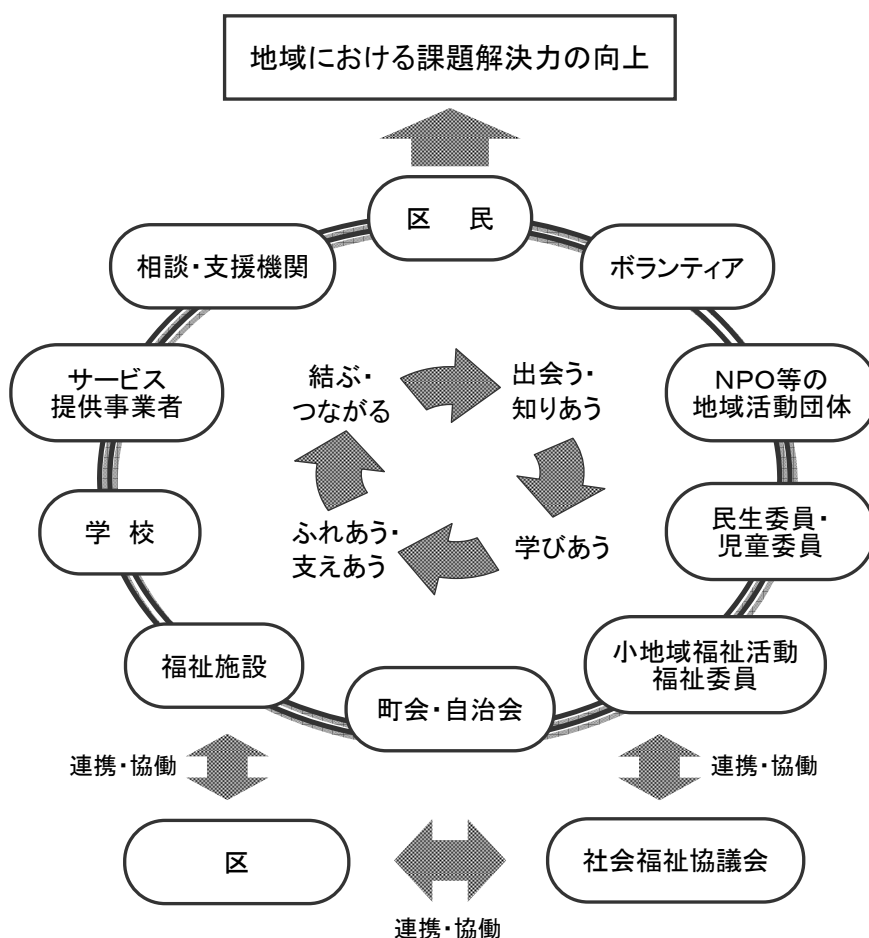 地域における課題解決力の向上
区　民
相談・支援機関
ボランティア
サービス
提供事業者
NPO等の
地域活動団体
結ぶ・
つながる
出会う・
知りあう
学　校
民生委員・
児童委員
ふれあう・
支えあう
学びあう
福祉施設
小地域福祉活動
福祉委員
町会・自治会
連携・協働
連携・協働
区
社会福祉協議会
連携・協働